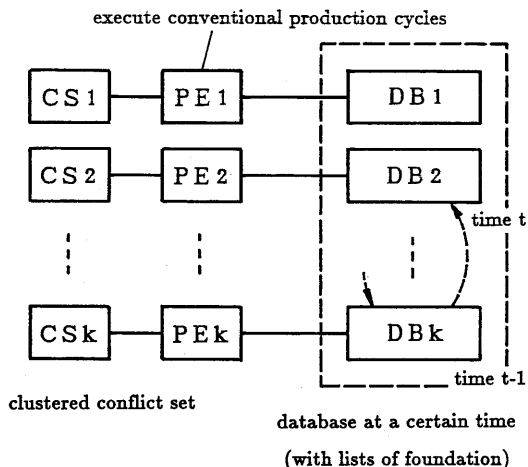 execute conventional production cycles
CS1 PE1 DB1
CS2 PE2 DB2
time t
CSk PEk DBk
time t-1
clustered conflict set
database at a certain time
(with lists of foundation)